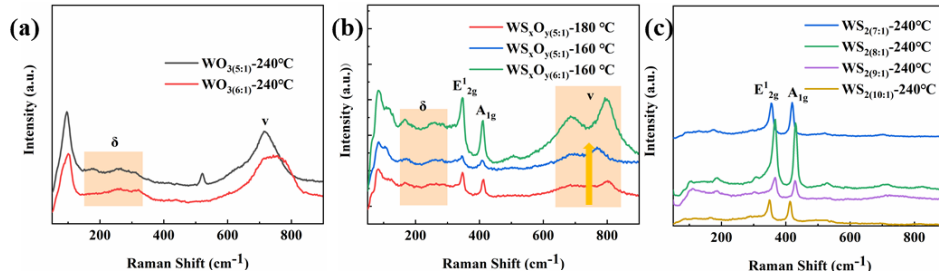 (a)
WO3(5:1)-240℃
WO3(6:1)-240℃
δ
v
Intensity (a.u.)
200 400 600 800
Raman Shift (cm-1)
(b)
WSxOy(5:1)-180 ℃
WSxOy(5:1)-160 ℃
WSxOy(6:1)-160 ℃
E12g
A1g
δ
v
Intensity (a.u.))
200 400 600 800
Raman Shift (cm-1)
(c)
WS2(7:1)-240℃
WS2(8:1)-240℃
WS2(9:1)-240℃
WS2(10:1)-240℃
E12g
A1g
Intensity (a.u.)
200 400 600 800
Raman Shift (cm-1)